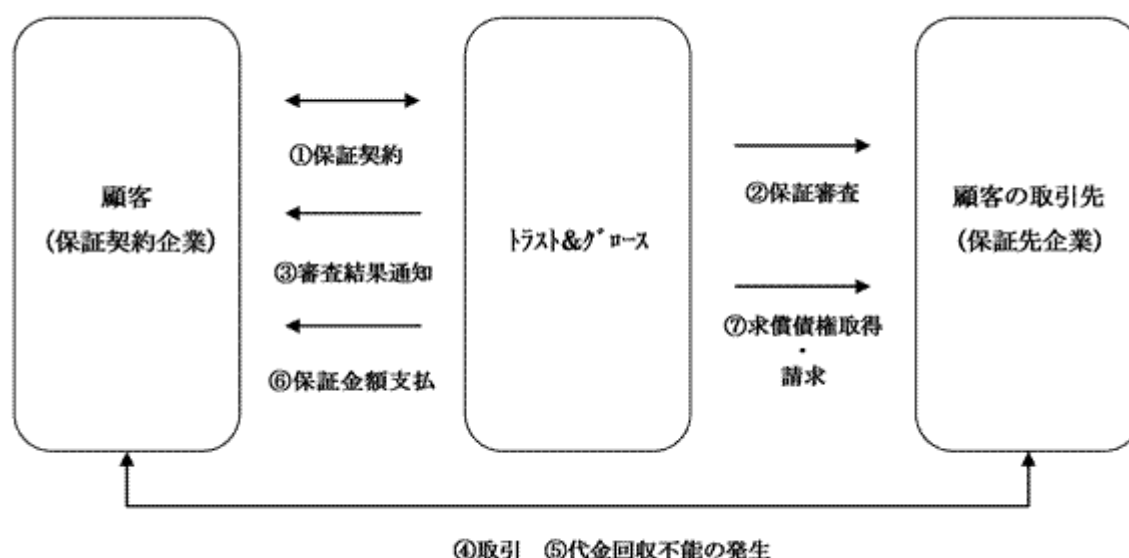 ①保証契約
②保証審査
顧客
(保証契約企業)
ﾄﾗｽﾄ&ｸﾞﾛｰｽ
顧客の取引先
(保証先企業)
③審査結果通知
⑦求償債権取得
・
請求
⑥保証金額支払
④取引 ⑤代金回収不能の発生